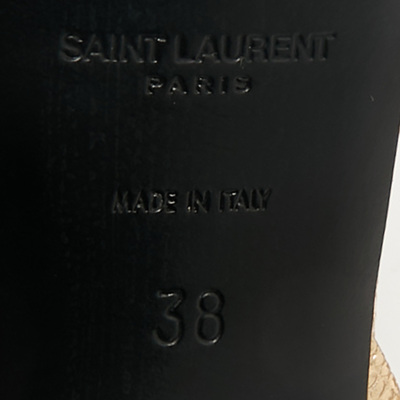 SAINT LAURENT
PARIS
MADE IN ITALY
38